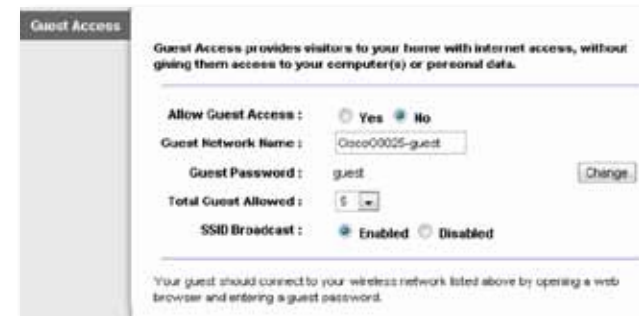 Guest Access
Guest Access provides visitors to your home with internet access, without
giving them access to your computer(s) or personal data.
Allow Guest Access : Yes No
Guest Network Name : Cisco00025-guest
Guest Password : guest Change
Total Guest Allowed : 5
SSID Broadcast : Enabled Disabled
Your guest should connect to your wireless network listed above by opening a web
browser and entering a guest password.